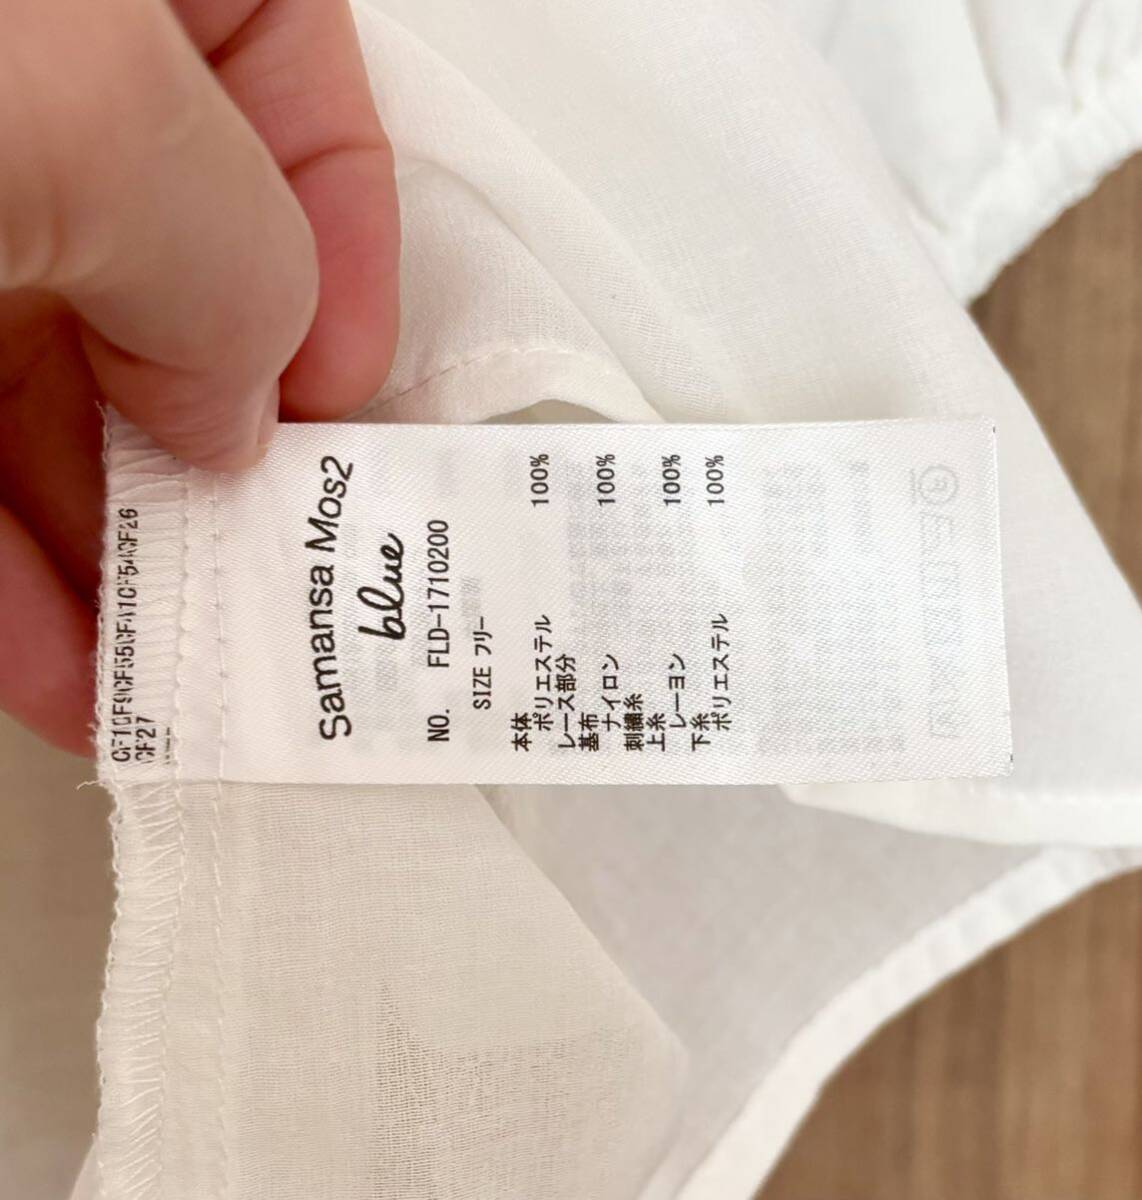 Samansa Mos2
blue
NO. FLD-1710200
SIZE フリー
本体
ポリエステル 100%
レース部分
基布
ナイロン 100%
刺繍糸
上糸
レーヨン 100%
下糸
ポリエステル 100%
CF27